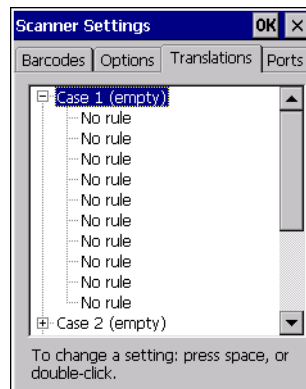 Scanner Settings OK ×
Barcodes Options Translations Ports
Case 1 (empty)
No rule
No rule
No rule
No rule
No rule
No rule
No rule
No rule
No rule
No rule
Case 2 (empty)
To change a setting: press space, or
double-click.